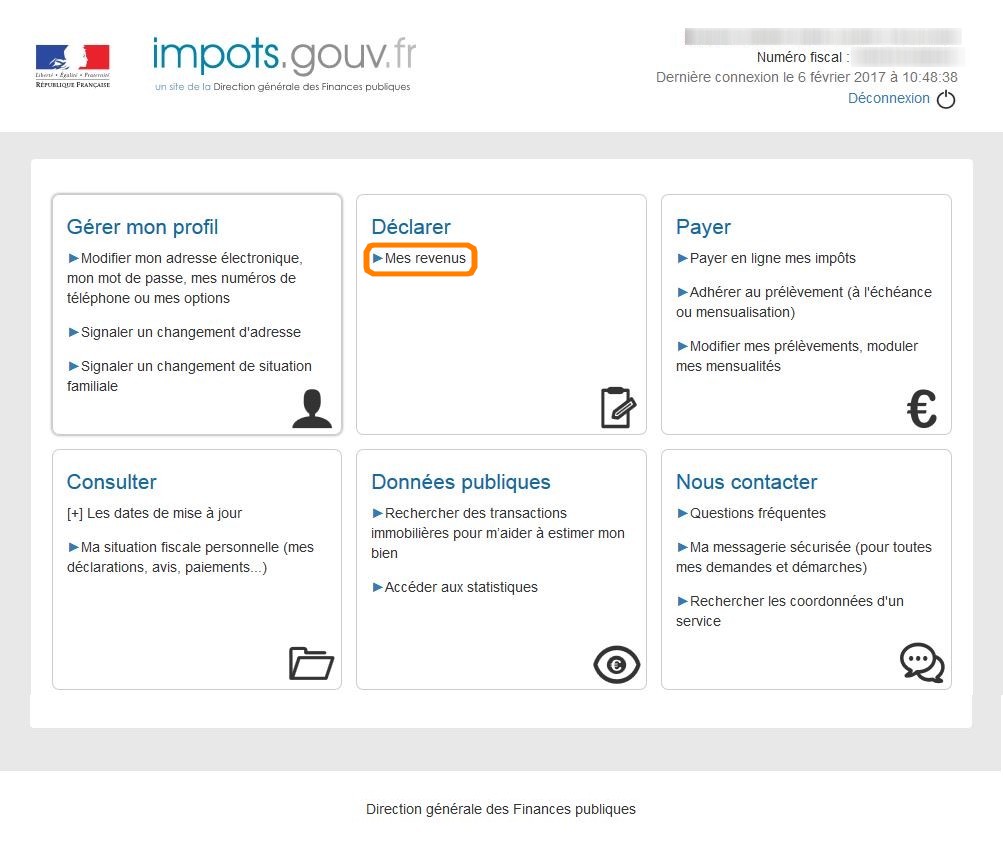 Liberté • Égalité • Fraternité
RÉPUBLIQUE FRANÇAISE
impots.gouv.fr
un site de la Direction générale des Finances publiques
Numéro fiscal :
Dernière connexion le 6 février 2017 à 10:48:38
Déconnexion
Gérer mon profil
►Modifier mon adresse électronique,
mon mot de passe, mes numéros de
téléphone ou mes options
►Signaler un changement d'adresse
►Signaler un changement de situation
familiale
Déclarer
►Mes revenus
Payer
►Payer en ligne mes impôts
►Adhérer au prélèvement (à l'échéance
ou mensualisation)
►Modifier mes prélèvements, moduler
mes mensualités
€
Consulter
[+] Les dates de mise à jour
►Ma situation fiscale personnelle (mes
déclarations, avis, paiements...)
Données publiques
►Rechercher des transactions
immobilières pour m’aider à estimer mon
bien
►Accéder aux statistiques
€
Nous contacter
►Questions fréquentes
►Ma messagerie sécurisée (pour toutes
mes demandes et démarches)
►Rechercher les coordonnées d'un
service
Direction générale des Finances publiques